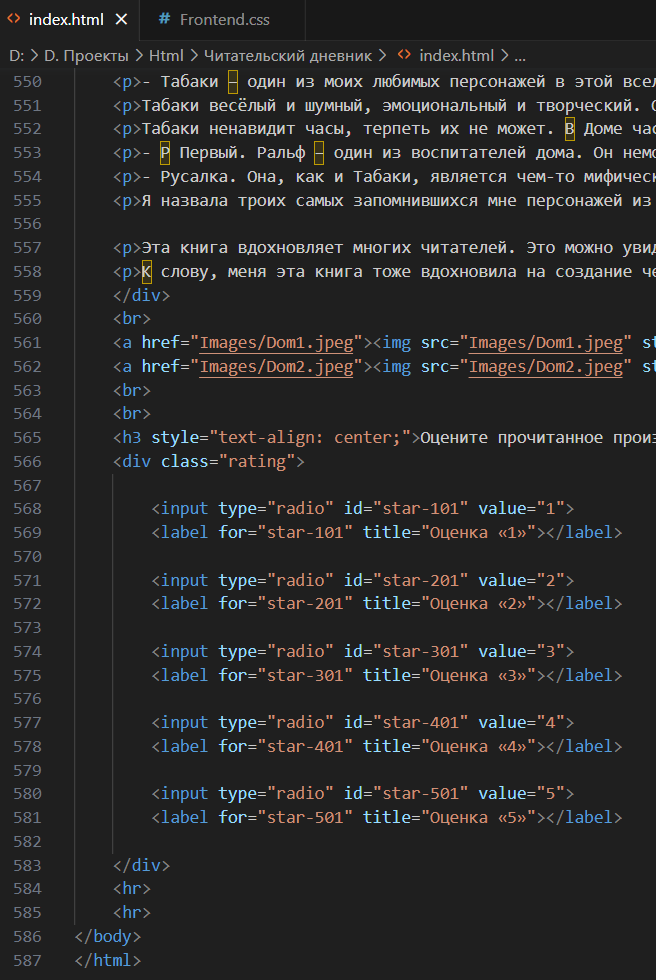 index.html
Frontend.css
D: > D. Проекты > Html > Читательский дневник > index.html > ...
550 <p>- Табаки – один из моих любимых персонажей в этой всел
551 <p>Табаки весёлый и шумный, эмоциональный и творческий. О
552 <p>Табаки ненавидит часы, терпеть их не может. В Доме час
553 <p>- Р Первый. Ральф – один из воспитателей дома. Он немо
554 <p>- Русалка. Она, как и Табаки, является чем-то мифическ
555 <p>Я назвала троих самых запомнившихся мне персонажей из
556
557 <p>Эта книга вдохновляет многих читателей. Это можно увид
558 <p>К слову, меня эта книга тоже вдохновила на создание че
559 </div>
560 <br>
561 <a href="Images/Dom1.jpeg"><img src="Images/Dom1.jpeg" st
562 <a href="Images/Dom2.jpeg"><img src="Images/Dom2.jpeg" st
563 <br>
564 <br>
565 <h3 style="text-align: center;">Оцените прочитанное произ
566 <div class="rating">
567
568 <input type="radio" id="star-101" value="1">
569 <label for="star-101" title="Оценка «1»"></label>
570
571 <input type="radio" id="star-201" value="2">
572 <label for="star-201" title="Оценка «2»"></label>
573
574 <input type="radio" id="star-301" value="3">
575 <label for="star-301" title="Оценка «3»"></label>
576
577 <input type="radio" id="star-401" value="4">
578 <label for="star-401" title="Оценка «4»"></label>
579
580 <input type="radio" id="star-501" value="5">
581 <label for="star-501" title="Оценка «5»"></label>
582
583 </div>
584 <hr>
585 <hr>
586 </body>
587 </html>